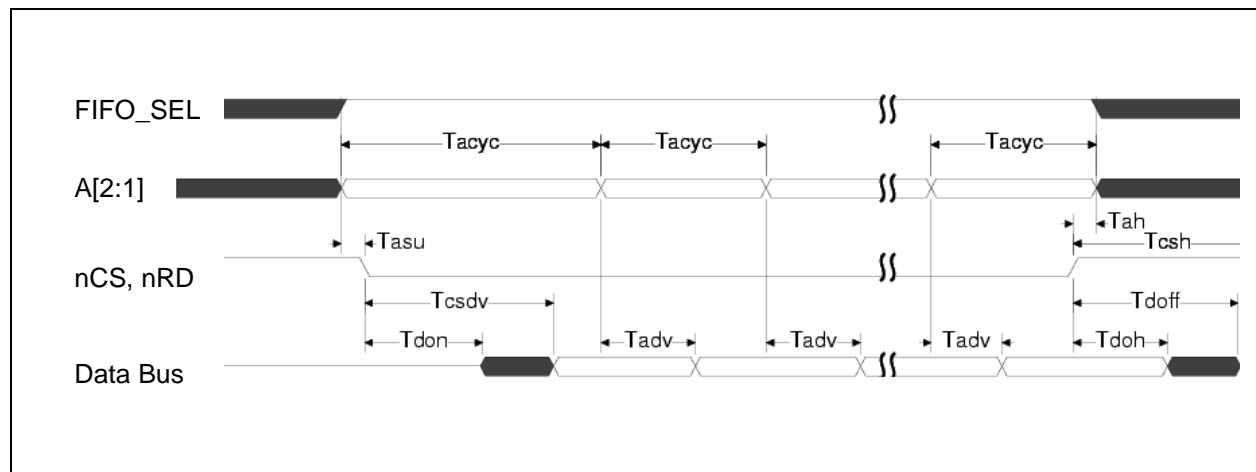 FIFO_SEL
Tacyc Tacyc Tacyc
A[2:1]
Tah
Tasu Tcsh
nCS, nRD
Tcsdv Tdoff
Tdon Tadv Tadv Tadv Tdoh
Data Bus